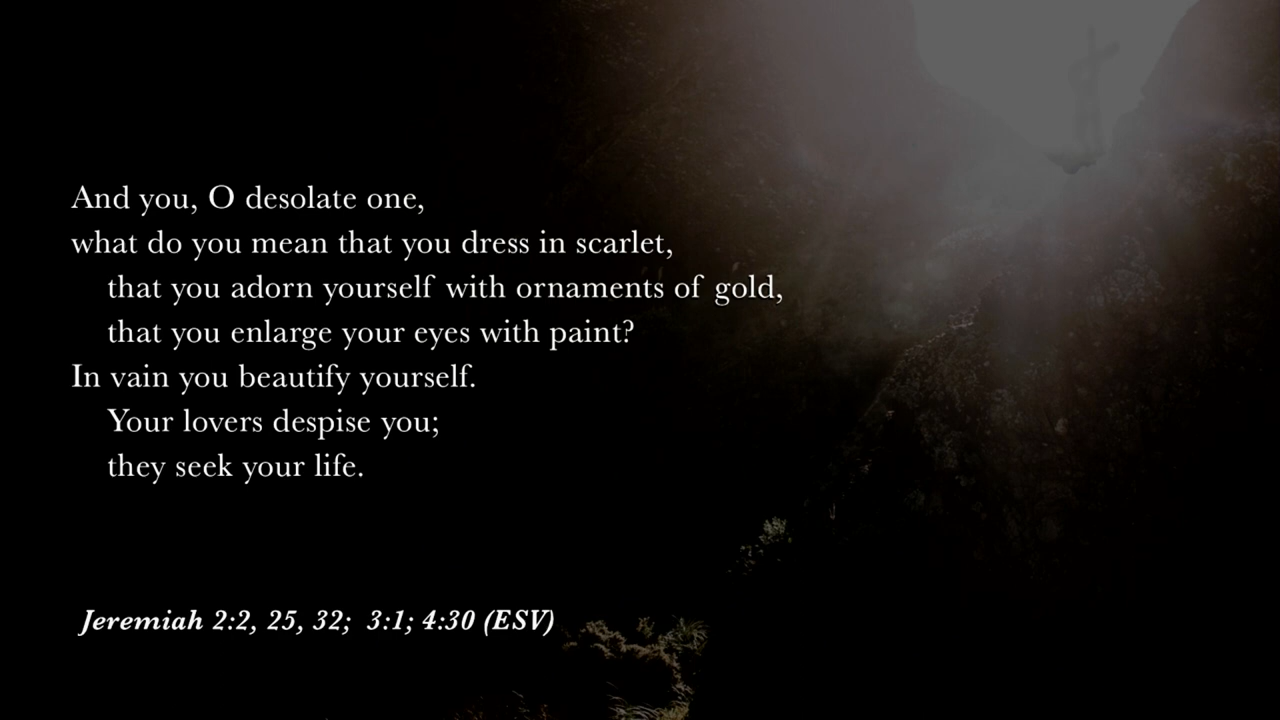 And you, O desolate one,
what do you mean that you dress in scarlet,
that you adorn yourself with ornaments of gold,
that you enlarge your eyes with paint?
In vain you beautify yourself.
Your lovers despise you;
they seek your life.
Jeremiah 2:2, 25, 32; 3:1; 4:30 (ESV)